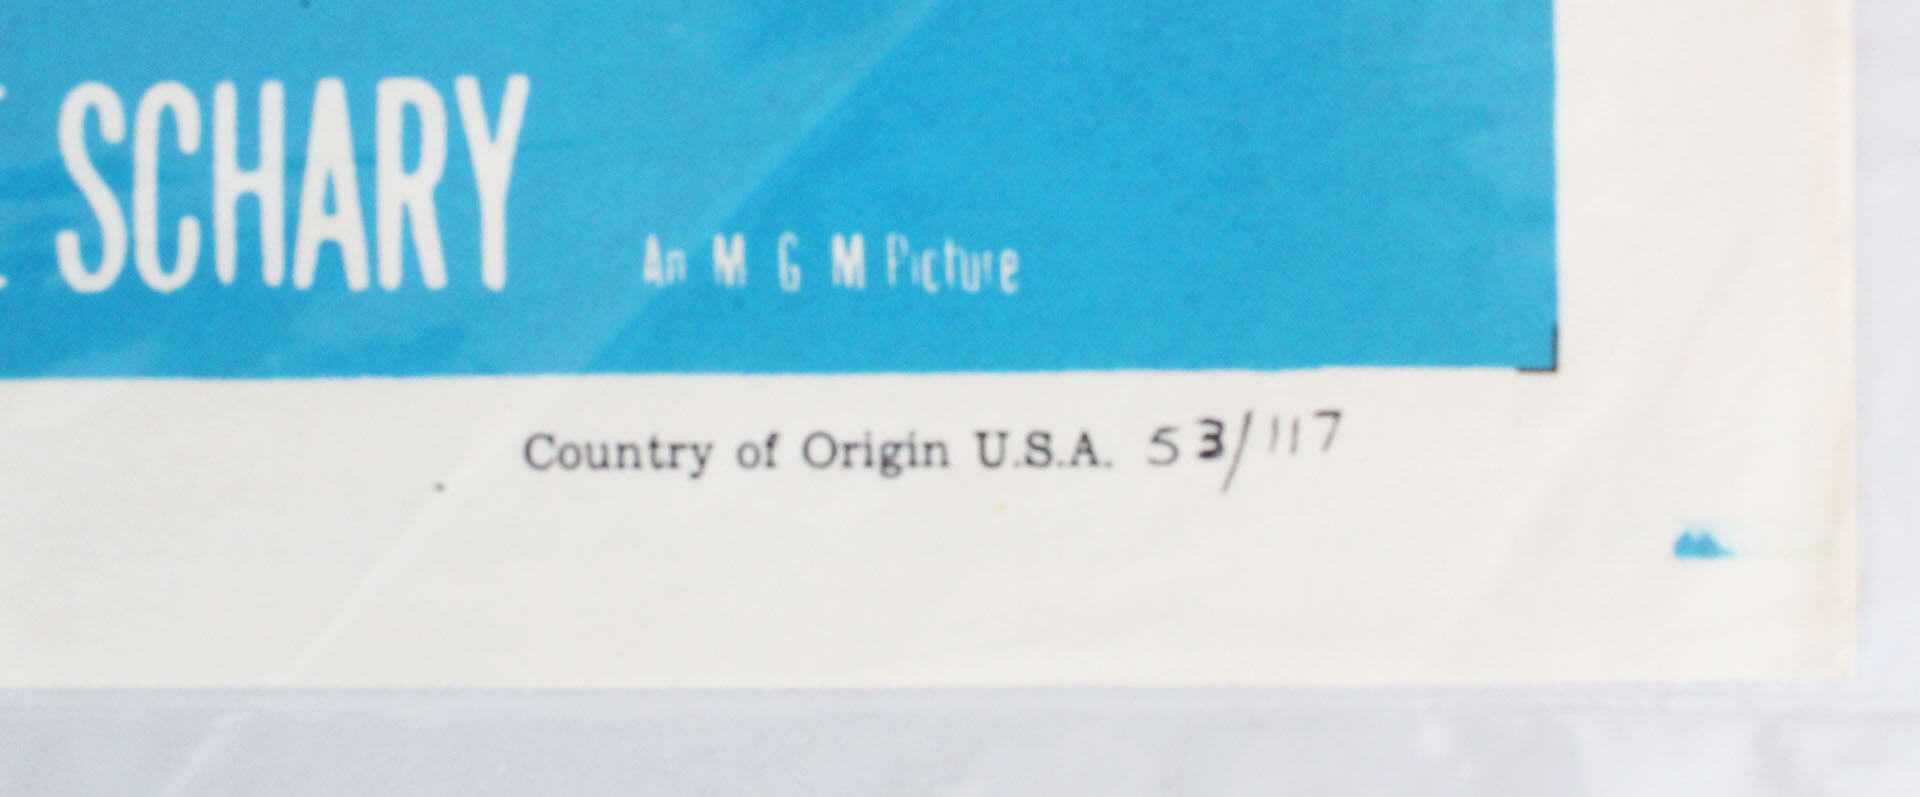 SCHARY
An M G M Picture
Country of Origin U.S.A. 53/117